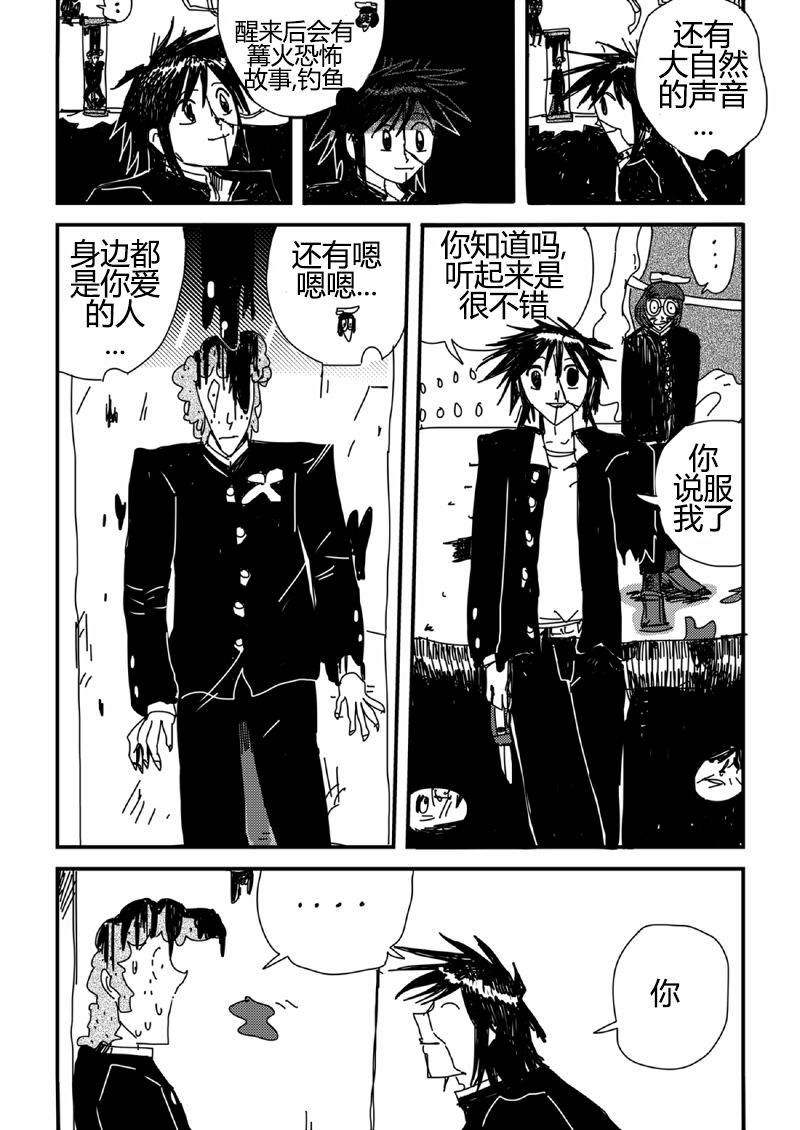 ...
醒来后会有
篝火恐怖
故事,钓鱼
还有
大自然
的声音
...
身边都
是你爱
的人
...
还有嗯
嗯嗯...
你知道吗,
听起来是
很不错
....
你
说服
我了
....
你